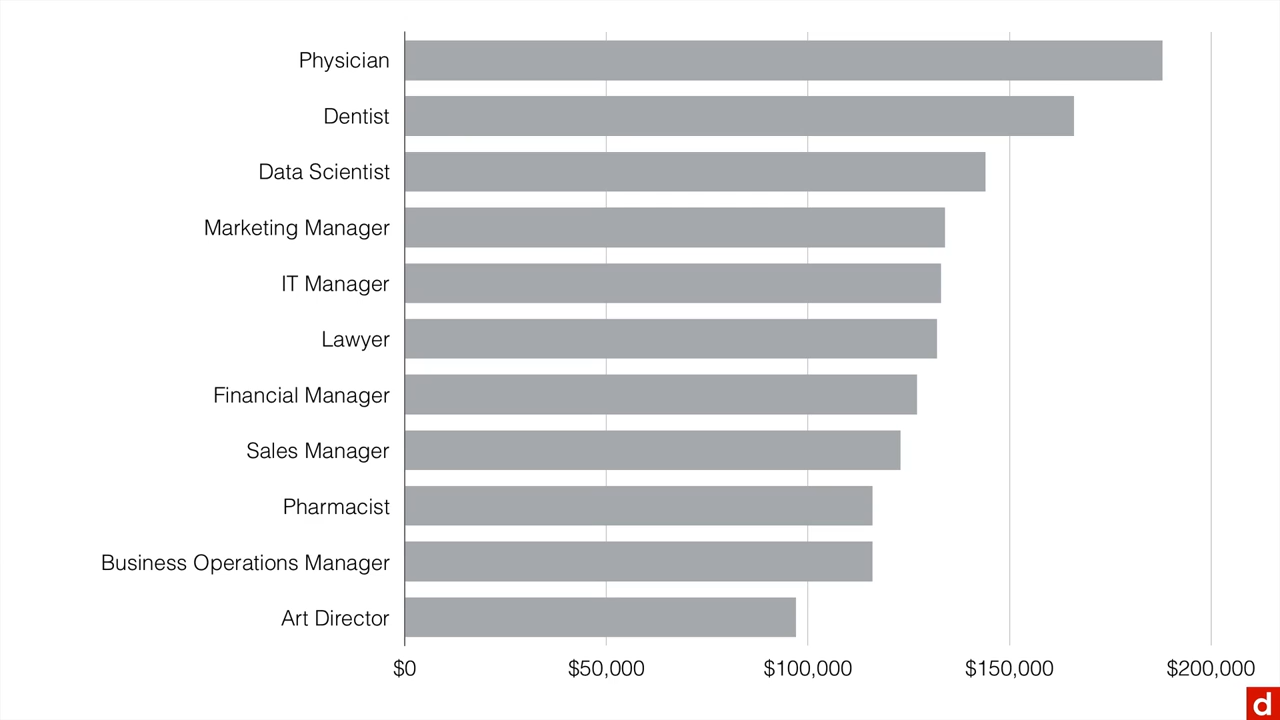 Physician
Dentist
Data Scientist
Marketing Manager
IT Manager
Lawyer
Financial Manager
Sales Manager
Pharmacist
Business Operations Manager
Art Director
$0 $50,000 $100,000 $150,000 $200,000
d